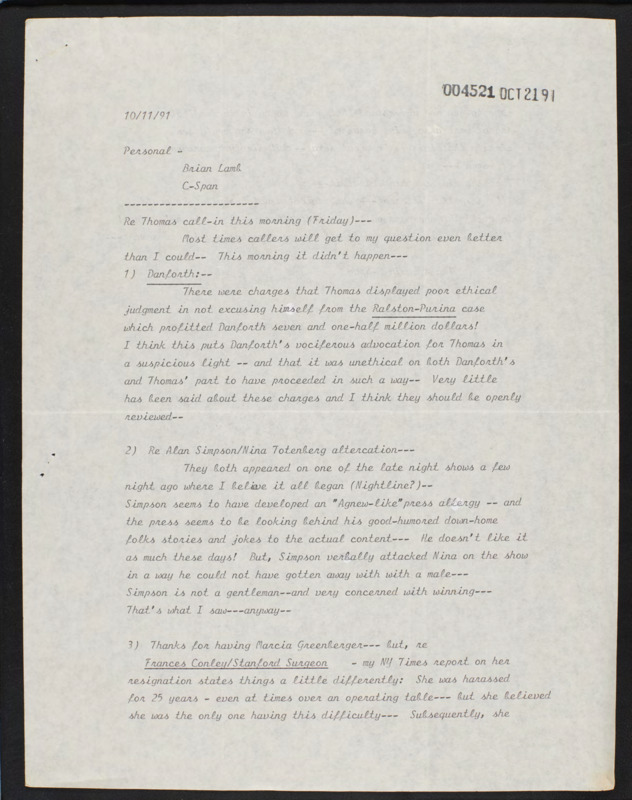 004521 OCT2191
10/11/91
Personal -
Brian Lamb
C-Span
-----------------------
Re Thomas call-in this morning (Friday)---
Most times callers will get to my question even better
than I could-- This morning it didn't happen---
1) Danforth:--
There were charges that Thomas displayed poor ethical
judgment in not excusing himself from the Ralston-Purina case
which profitted Danforth seven and one-half million dollars!
I think this puts Danforth's vociferous advocation for Thomas in
a suspicious light -- and that it was unethical on both Danforth's
and Thomas' part to have proceeded in such a way-- Very little
has been said about these charges and I think they should be openly
reviewed--
2) Re Alan Simpson/Nina Totenberg altercation---
They both appeared on one of the late night shows a few
night ago where I believe it all began (Nightline?)--
Simpson seems to have developed an "Agnew-like"press allergy -- and
the press seems to be looking behind his good-humored down-home
folks stories and jokes to the actual content--- He doesn't like it
as much these days! But, Simpson verbally attacked Nina on the show
in a way he could not have gotten away with with a male---
Simpson is not a gentleman--and very concerned with winning---
That's what I saw---anyway--
3) Thanks for having Marcia Greenberger--- but, re
Frances Conley/Stanford Surgeon - my NY Times report on her
resignation states things a little differently: She was harassed
for 25 years - even at times over an operating table--- but she believed
she was the only one having this difficulty--- Subsequently, she